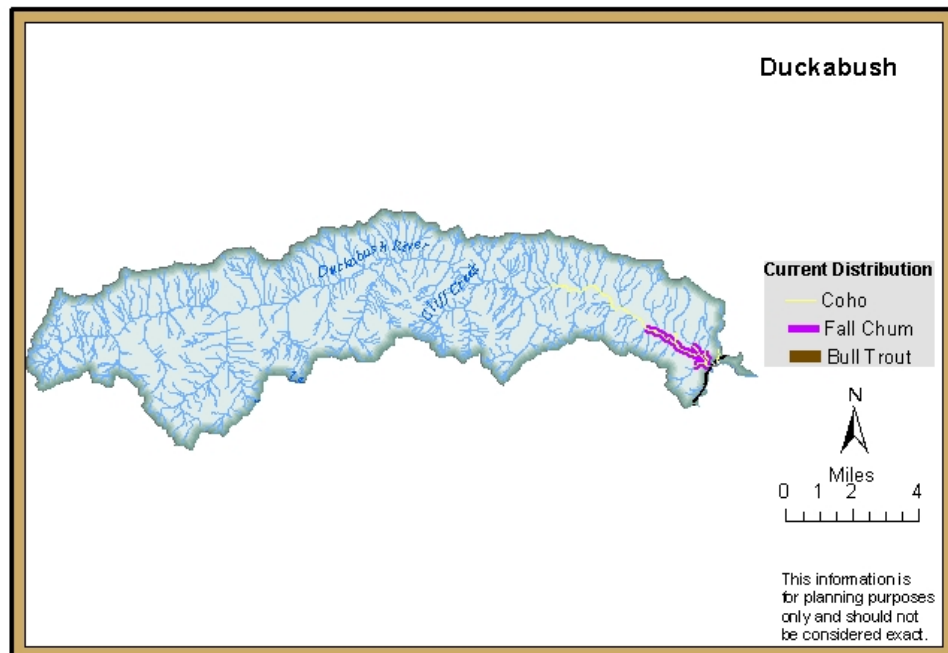 Duckabush
Duckabush River
Cliff Creek
Current Distribution
Coho
Fall Chum
Bull Trout
N
Miles
0 1 2 4
This information is
for planning purposes
only and should not
be considered exact.